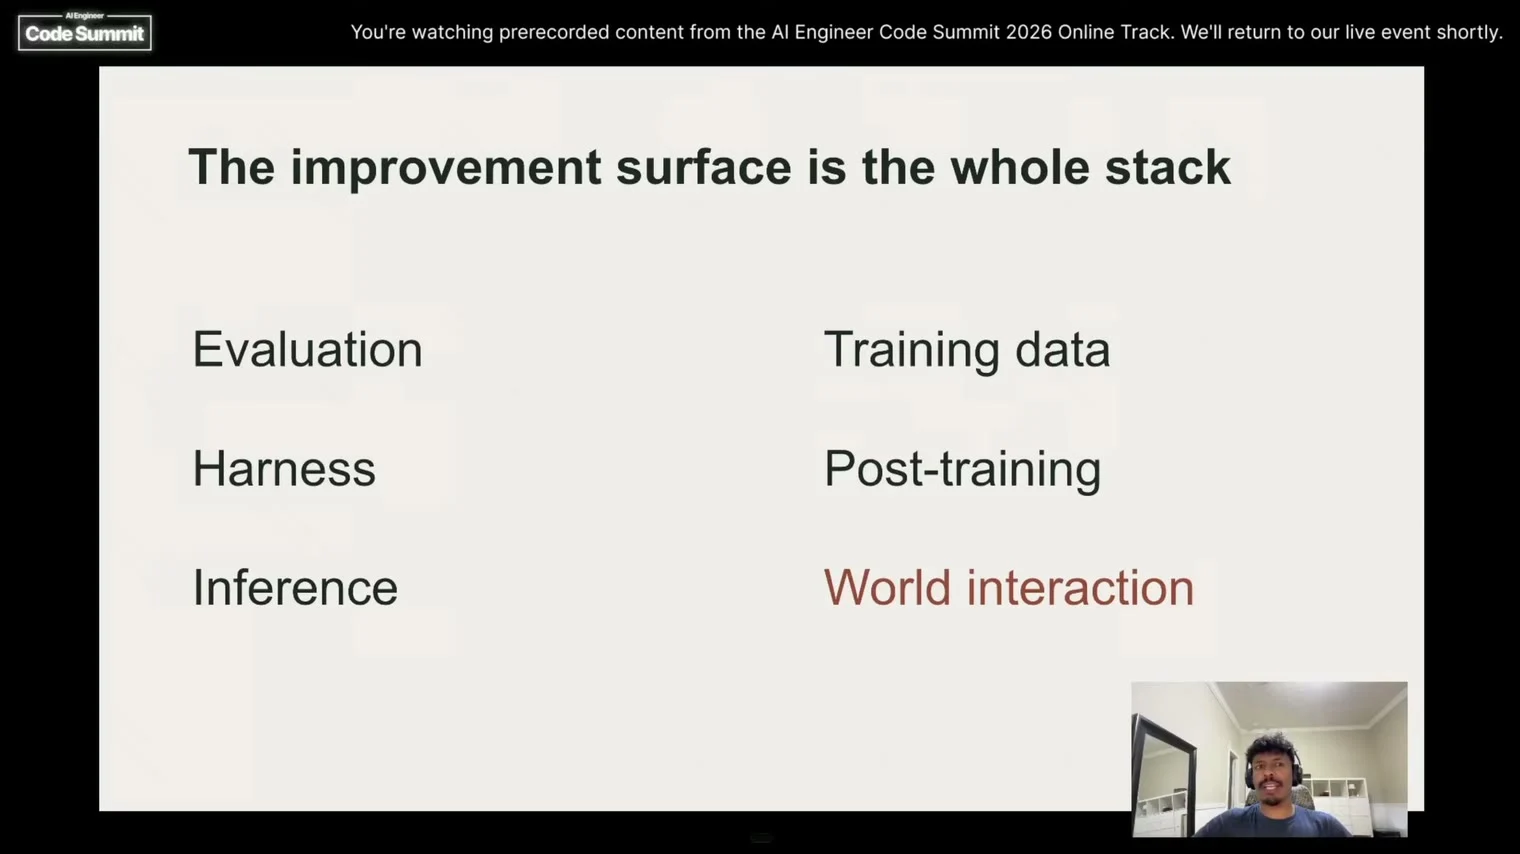 AI Engineer
Code Summit
You're watching prerecorded content from the AI Engineer Code Summit 2026 Online Track. We'll return to our live event shortly.
The improvement surface is the whole stack
Evaluation
Training data
Harness
Post-training
Inference
World interaction